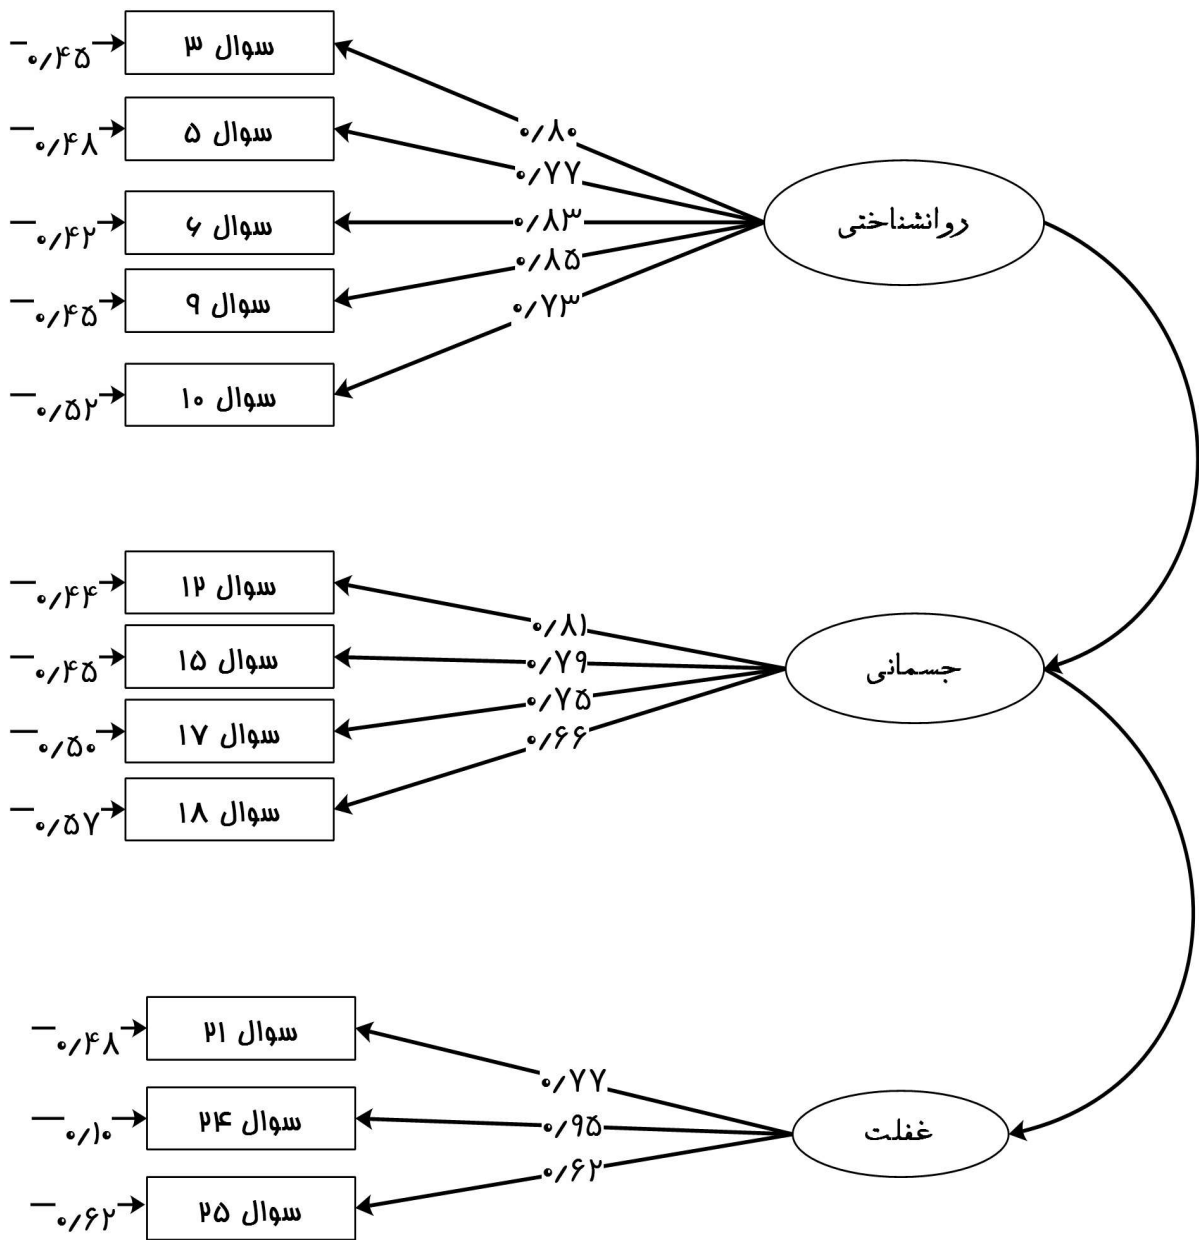 ۰/۴۵ سوال ۳
۰/۸۰
۰/۴۸ سوال ۵
۰/۷۷
۰/۴۲ سوال ۶
۰/۸۳
روانشناختی
۰/۸۵
۰/۴۵ سوال ۹
۰/۷۳
۰/۵۲ سوال ۱۰
۰/۴۴ سوال ۱۲
۰/۸۱
۰/۴۵ سوال ۱۵
۰/۷۹
جسمانی
۰/۷۵
۰/۵۰ سوال ۱۷
۰/۶۶
۰/۵۷ سوال ۱۸
۰/۴۸ سوال ۲۱
۰/۷۷
۰/۱۰ سوال ۲۴
۰/۹۵
غفلت
۰/۶۲
۰/۶۲ سوال ۲۵